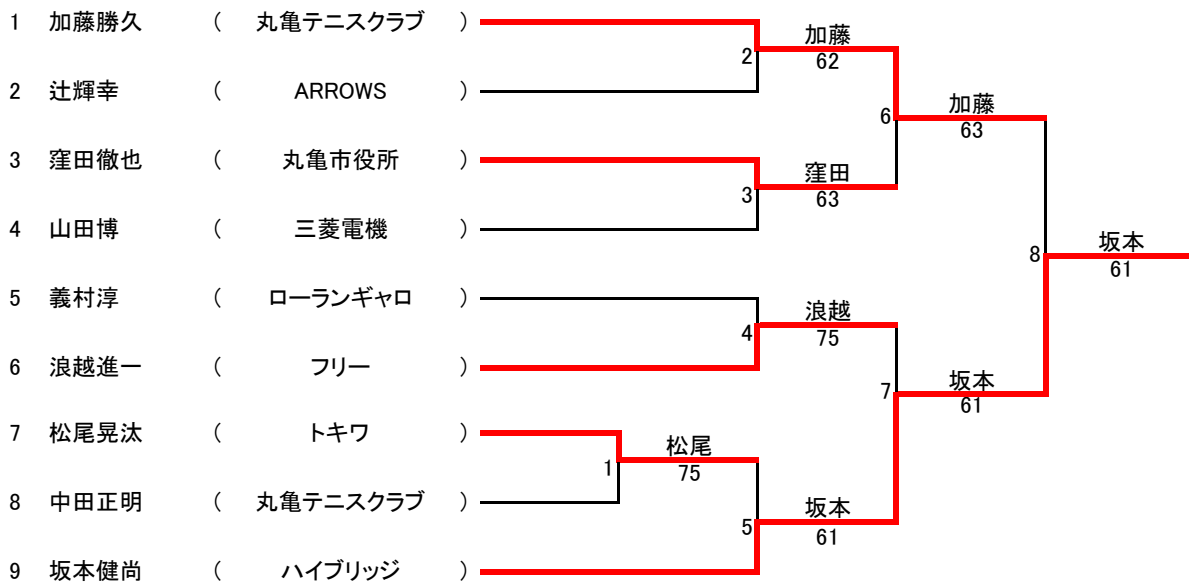 1 加藤勝久 ( 丸亀テニスクラブ )
加藤
2
62
2 辻輝幸 ( ARROWS )
加藤
6
63
3 窪田徹也 ( 丸亀市役所 )
窪田
3
63
4 山田博 ( 三菱電機 )
坂本
8
61
5 義村淳 ( ローランギャロ )
浪越
4
75
6 浪越進一 ( フリー )
坂本
7
61
7 松尾晃汰 ( トキワ )
松尾
1
75
8 中田正明 ( 丸亀テニスクラブ )
坂本
5
61
9 坂本健尚 ( ハイブリッジ )